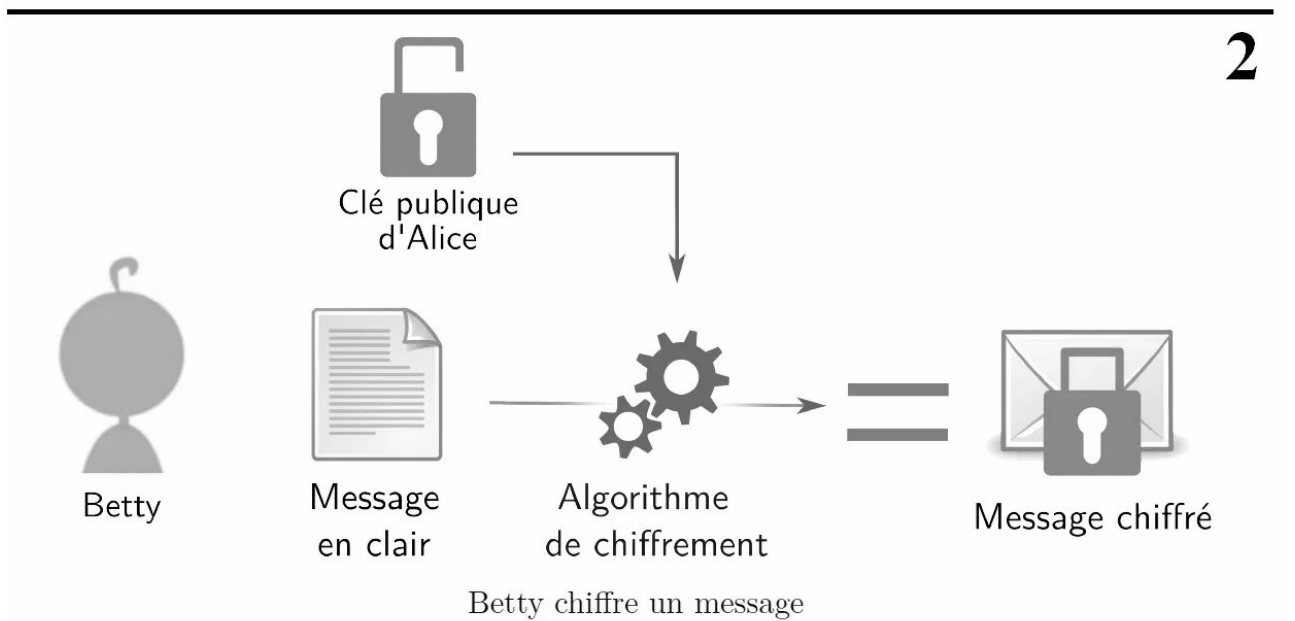 2
Clé publique
d'Alice
Betty
Message
en clair
Algorithme
de chiffrement
Message chiffré
Betty chiffre un message